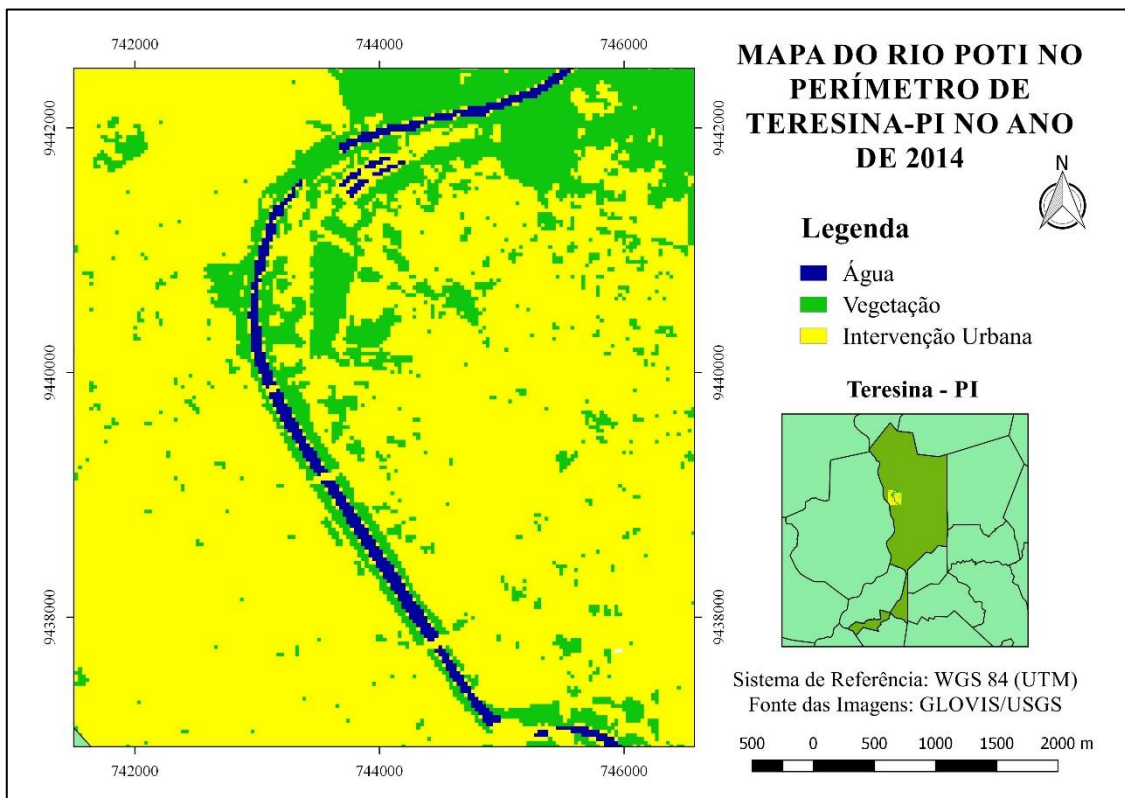 742000 744000 746000
MAPA DO RIO POTI NO
PERÍMETRO DE
TERESINA-PI NO ANO
DE 2014
N
Legenda
Água
Vegetação
Intervenção Urbana
Teresina - PI
Sistema de Referência: WGS 84 (UTM)
Fonte das Imagens: GLOVIS/USGS
500 0 500 1000 1500 2000 m
9442000
9440000
9438000
9442000
9440000
9438000
742000 744000 746000